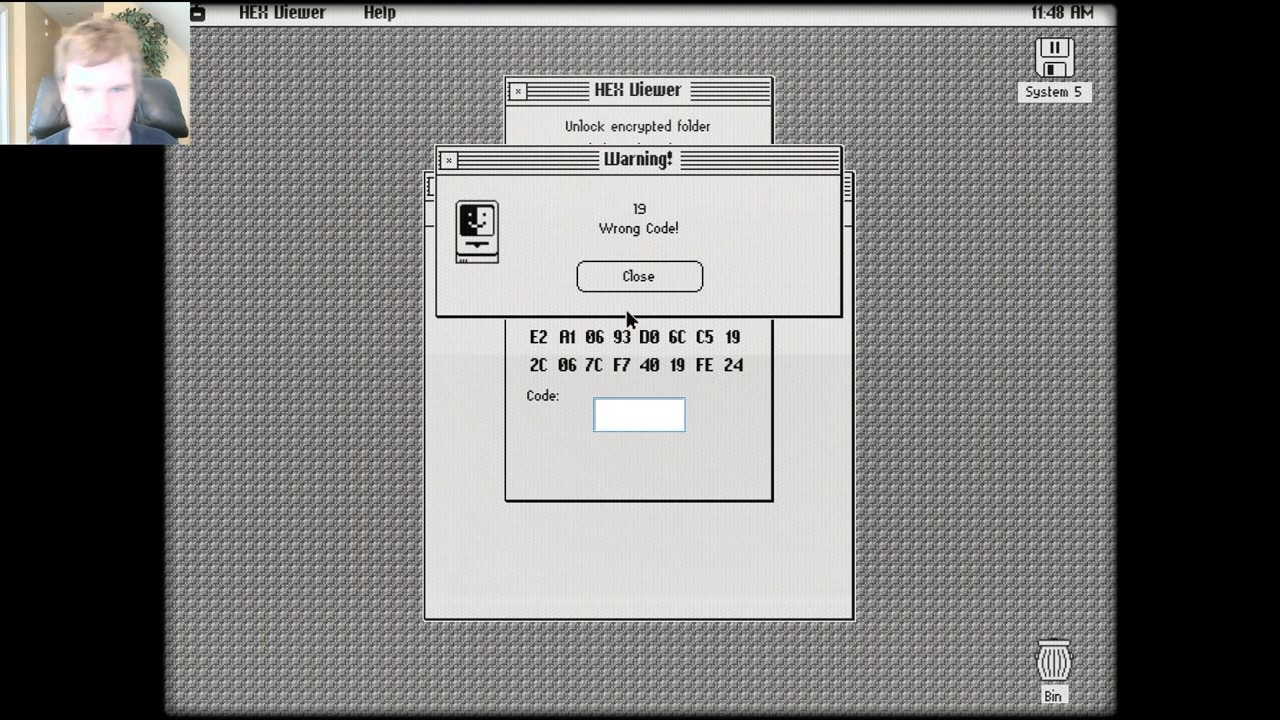 HEX Viewer Help 11:48 AM
System 5
HEX Viewer
Unlock encrypted folder
Warning!
19
Wrong Code!
Close
E2 A1 06 93 D0 6C C5 19
2C 06 7C F7 40 19 FE 24
Code:
Bin